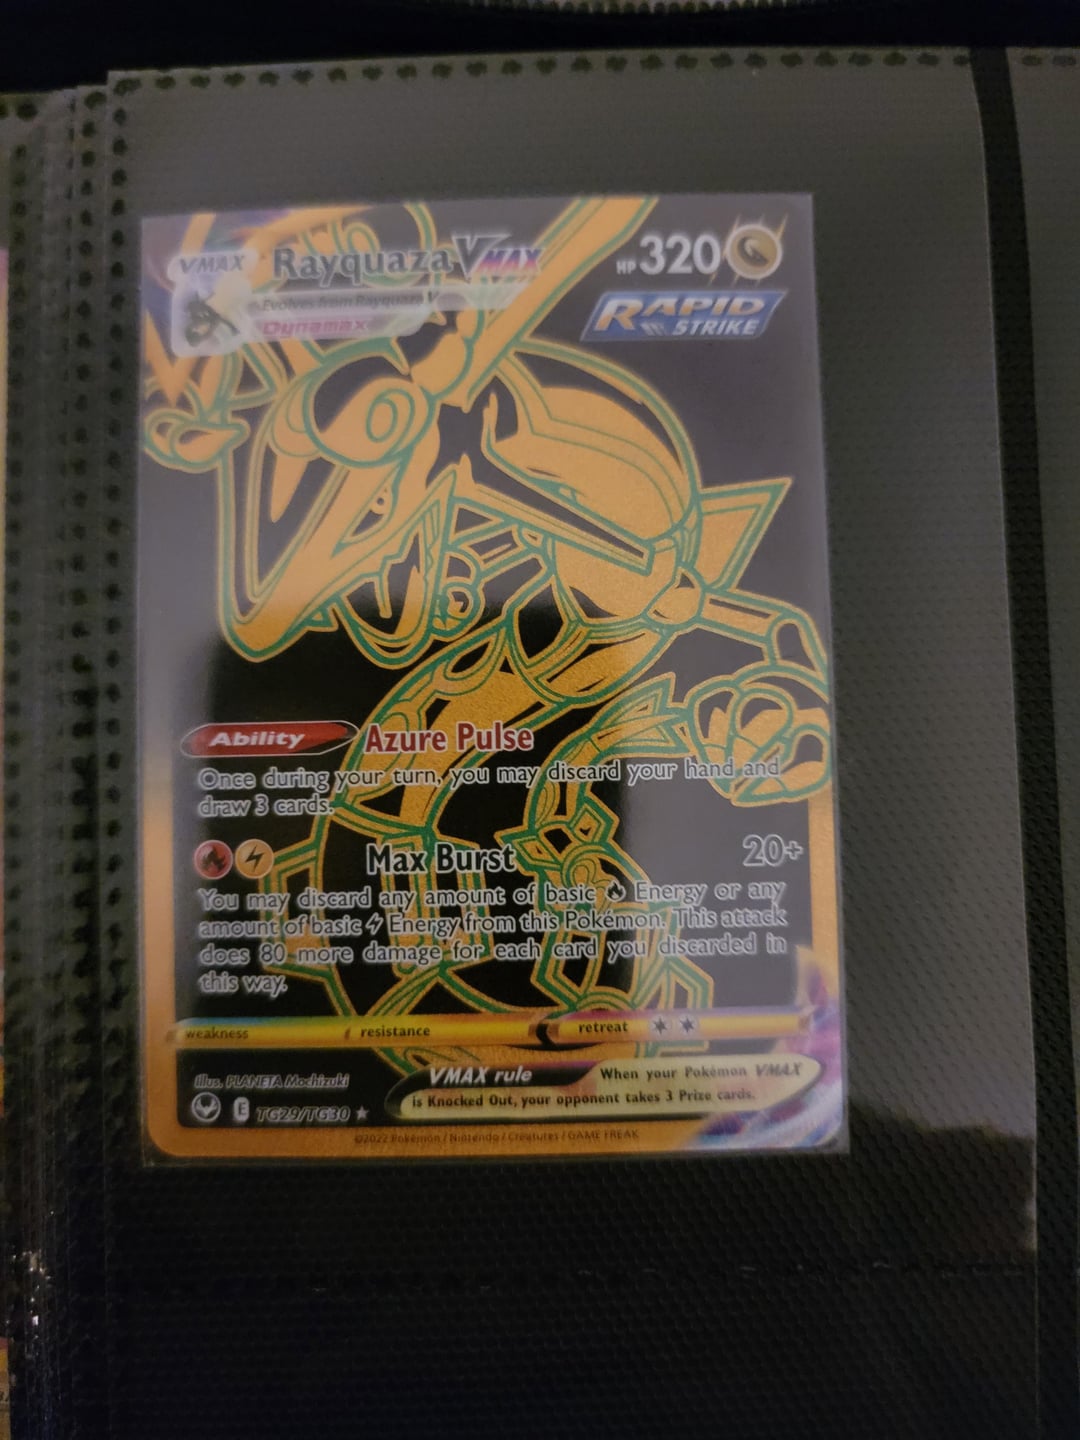 VMAX Rayquaza VMAX HP 320
Evolves from Rayquaza V
Dynamax
RAPID
STRIKE
Ability Azure Pulse
Once during your turn, you may discard your hand and
draw 3 cards.
Max Burst 20+
You may discard any amount of basic Energy or any
amount of basic Energy from this Pokémon. This attack
does 80 more damage for each card you discarded in
this way.
weakness resistance retreat
illus. PLANETA Mochizuki
VMAX rule When your Pokémon VMAX
is Knocked Out, your opponent takes 3 Prize cards.
E TG29/TG30 ★
©2022 Pokémon / Nintendo / Creatures / GAME FREAK